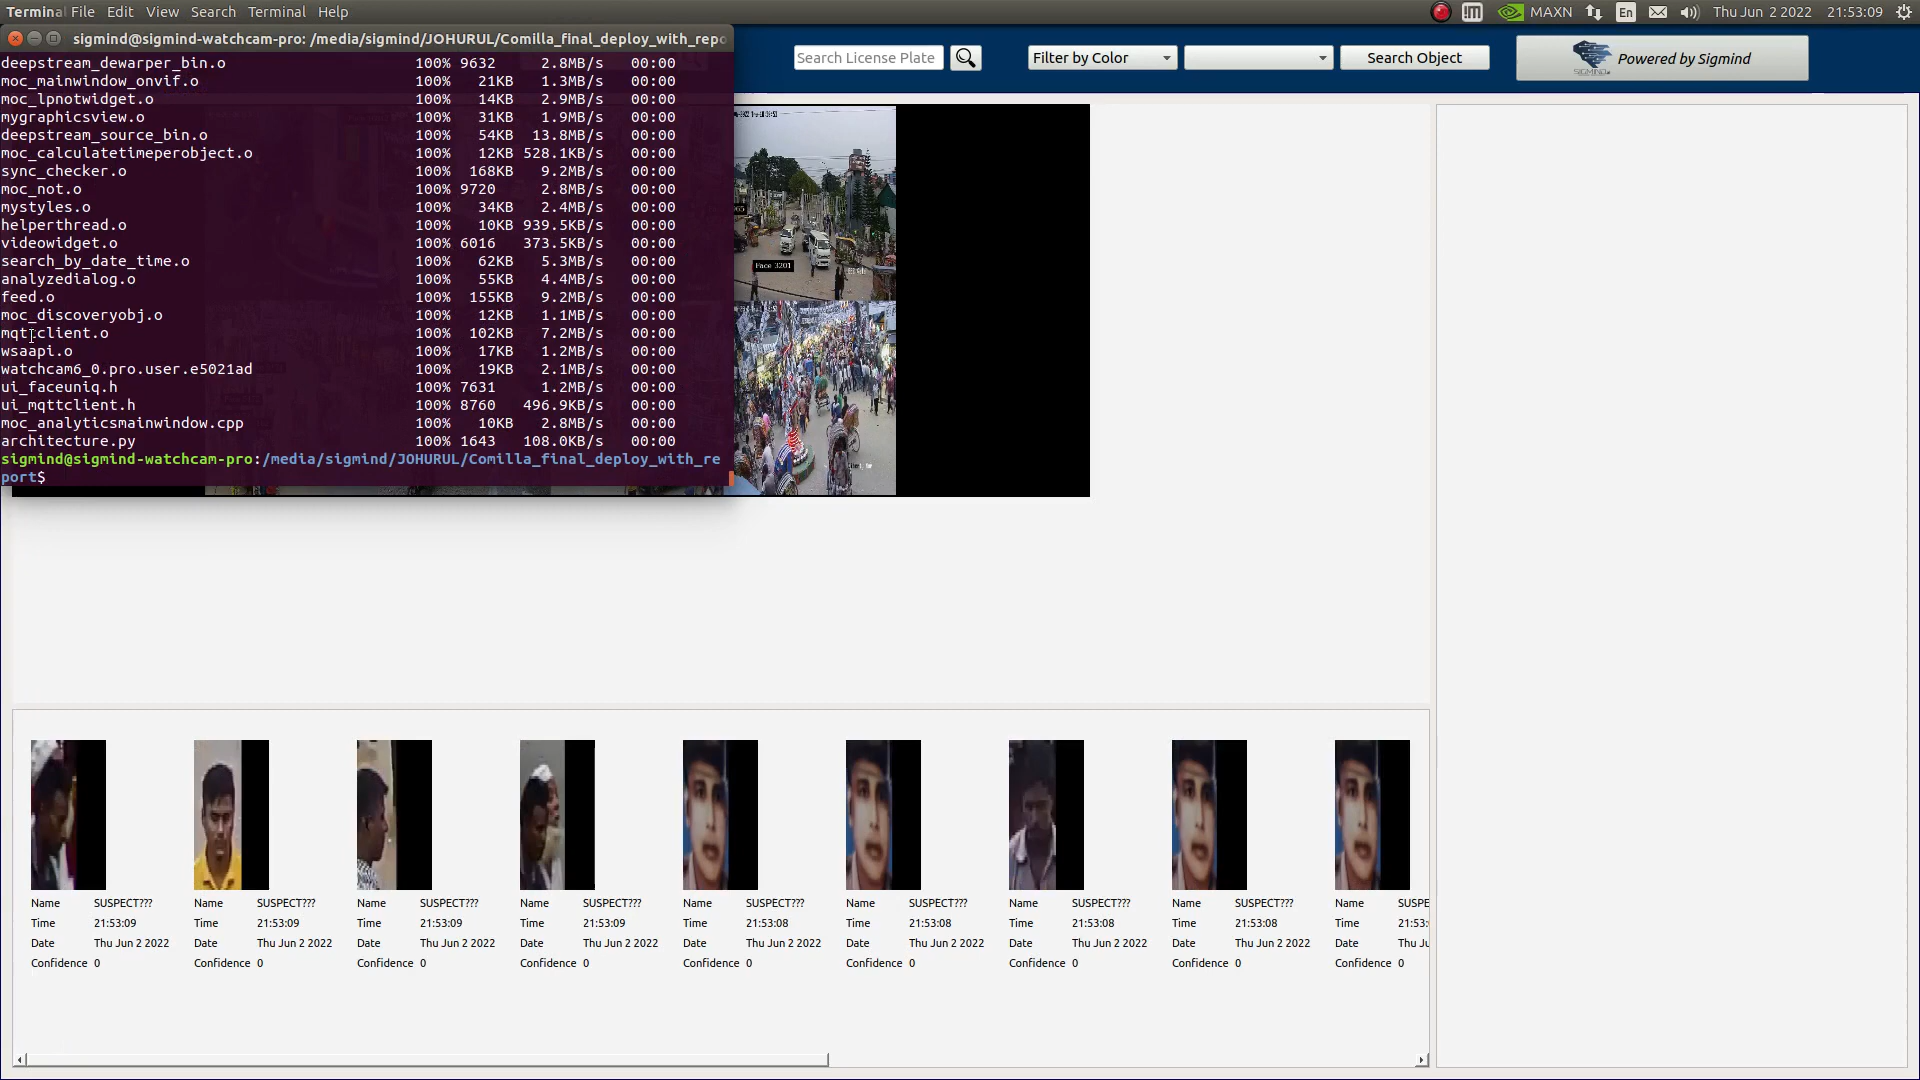 Terminal File Edit View Search Terminal Help
MAXN En Thu Jun 2 2022 21:53:09
sigmind@sigmind-watchcam-pro: /media/sigmind/JOHURUL/Comilla_final_deploy_with_repo
Search License Plate
Filter by Color
Search Object
Powered by Sigmind
deepstream_dewarper_bin.o 100% 9632 2.8MB/s 00:00
moc_mainwindow_onvif.o 100% 21KB 1.3MB/s 00:00
moc_lpnotwidget.o 100% 14KB 2.9MB/s 00:00
mygraphicsview.o 100% 31KB 1.9MB/s 00:00
deepstream_source_bin.o 100% 54KB 13.8MB/s 00:00
moc_calculatetimeperobject.o 100% 12KB 528.1KB/s 00:00
sync_checker.o 100% 168KB 9.2MB/s 00:00
moc_not.o 100% 9720 2.8MB/s 00:00
mystyles.o 100% 34KB 2.4MB/s 00:00
helperthread.o 100% 10KB 939.5KB/s 00:00
videowidget.o 100% 6016 373.5KB/s 00:00
search_by_date_time.o 100% 62KB 5.3MB/s 00:00
analyzedialog.o 100% 55KB 4.4MB/s 00:00
feed.o 100% 155KB 9.2MB/s 00:00
moc_discoveryobj.o 100% 12KB 1.1MB/s 00:00
mqttclient.o 100% 102KB 7.2MB/s 00:00
wsaapi.o 100% 17KB 1.2MB/s 00:00
watchcam6_0.pro.user.e5021ad 100% 19KB 2.1MB/s 00:00
ui_faceuniq.h 100% 7631 1.2MB/s 00:00
ui_mqttclient.h 100% 8760 496.9KB/s 00:00
moc_analyticsmainwindow.cpp 100% 10KB 2.8MB/s 00:00
architecture.py 100% 1643 108.0KB/s 00:00
sigmind@sigmind-watchcam-pro:/media/sigmind/JOHURUL/Comilla_final_deploy_with_re
port$
Face 3201
Name SUSPECT??? Name SUSPECT??? Name SUSPECT??? Name SUSPECT??? Name SUSPECT??? Name SUSPECT??? Name SUSPECT??? Name SUSPECT??? Name SUSPE
Time 21:53:09 Time 21:53:09 Time 21:53:09 Time 21:53:09 Time 21:53:08 Time 21:53:08 Time 21:53:08 Time 21:53:08 Time 21:53:
Date Thu Jun 2 2022 Date Thu Jun 2 2022 Date Thu Jun 2 2022 Date Thu Jun 2 2022 Date Thu Jun 2 2022 Date Thu Jun 2 2022 Date Thu Jun 2 2022 Date Thu Jun 2 2022 Date Thu Ju
Confidence 0 Confidence 0 Confidence 0 Confidence 0 Confidence 0 Confidence 0 Confidence 0 Confidence 0 Confidence 0